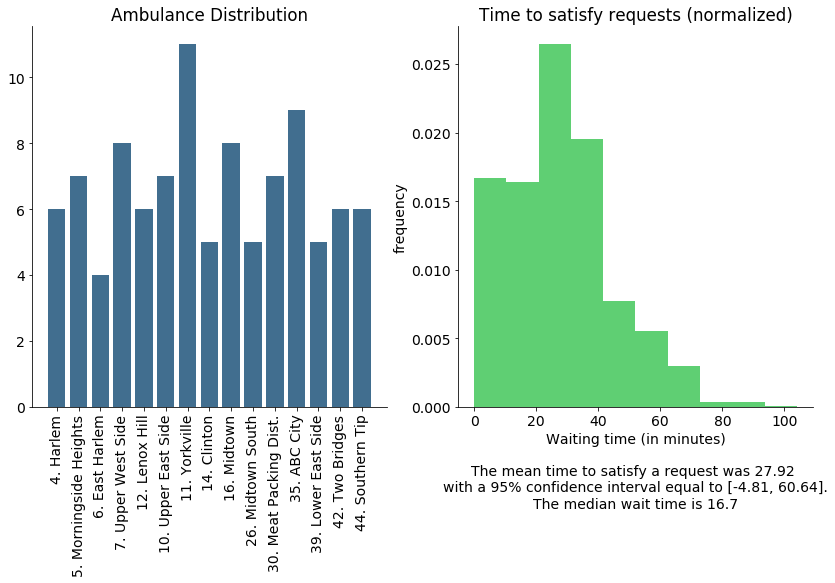 Ambulance Distribution
10
8
6
4
2
0
4. Harlem
5. Morningside Heights
6. East Harlem
7. Upper West Side
12. Lenox Hill
10. Upper East Side
11. Yorkville
14. Clinton
16. Midtown
26. Midtown South
30. Meat Packing Dist.
35. ABC City
39. Lower East Side
42. Two Bridges
44. Southern Tip
Time to satisfy requests (normalized)
frequency
0.025
0.020
0.015
0.010
0.005
0.000
0 20 40 60 80 100
Waiting time (in minutes)
The mean time to satisfy a request was 27.92
with a 95% confidence interval equal to [-4.81, 60.64].
The median wait time is 16.7